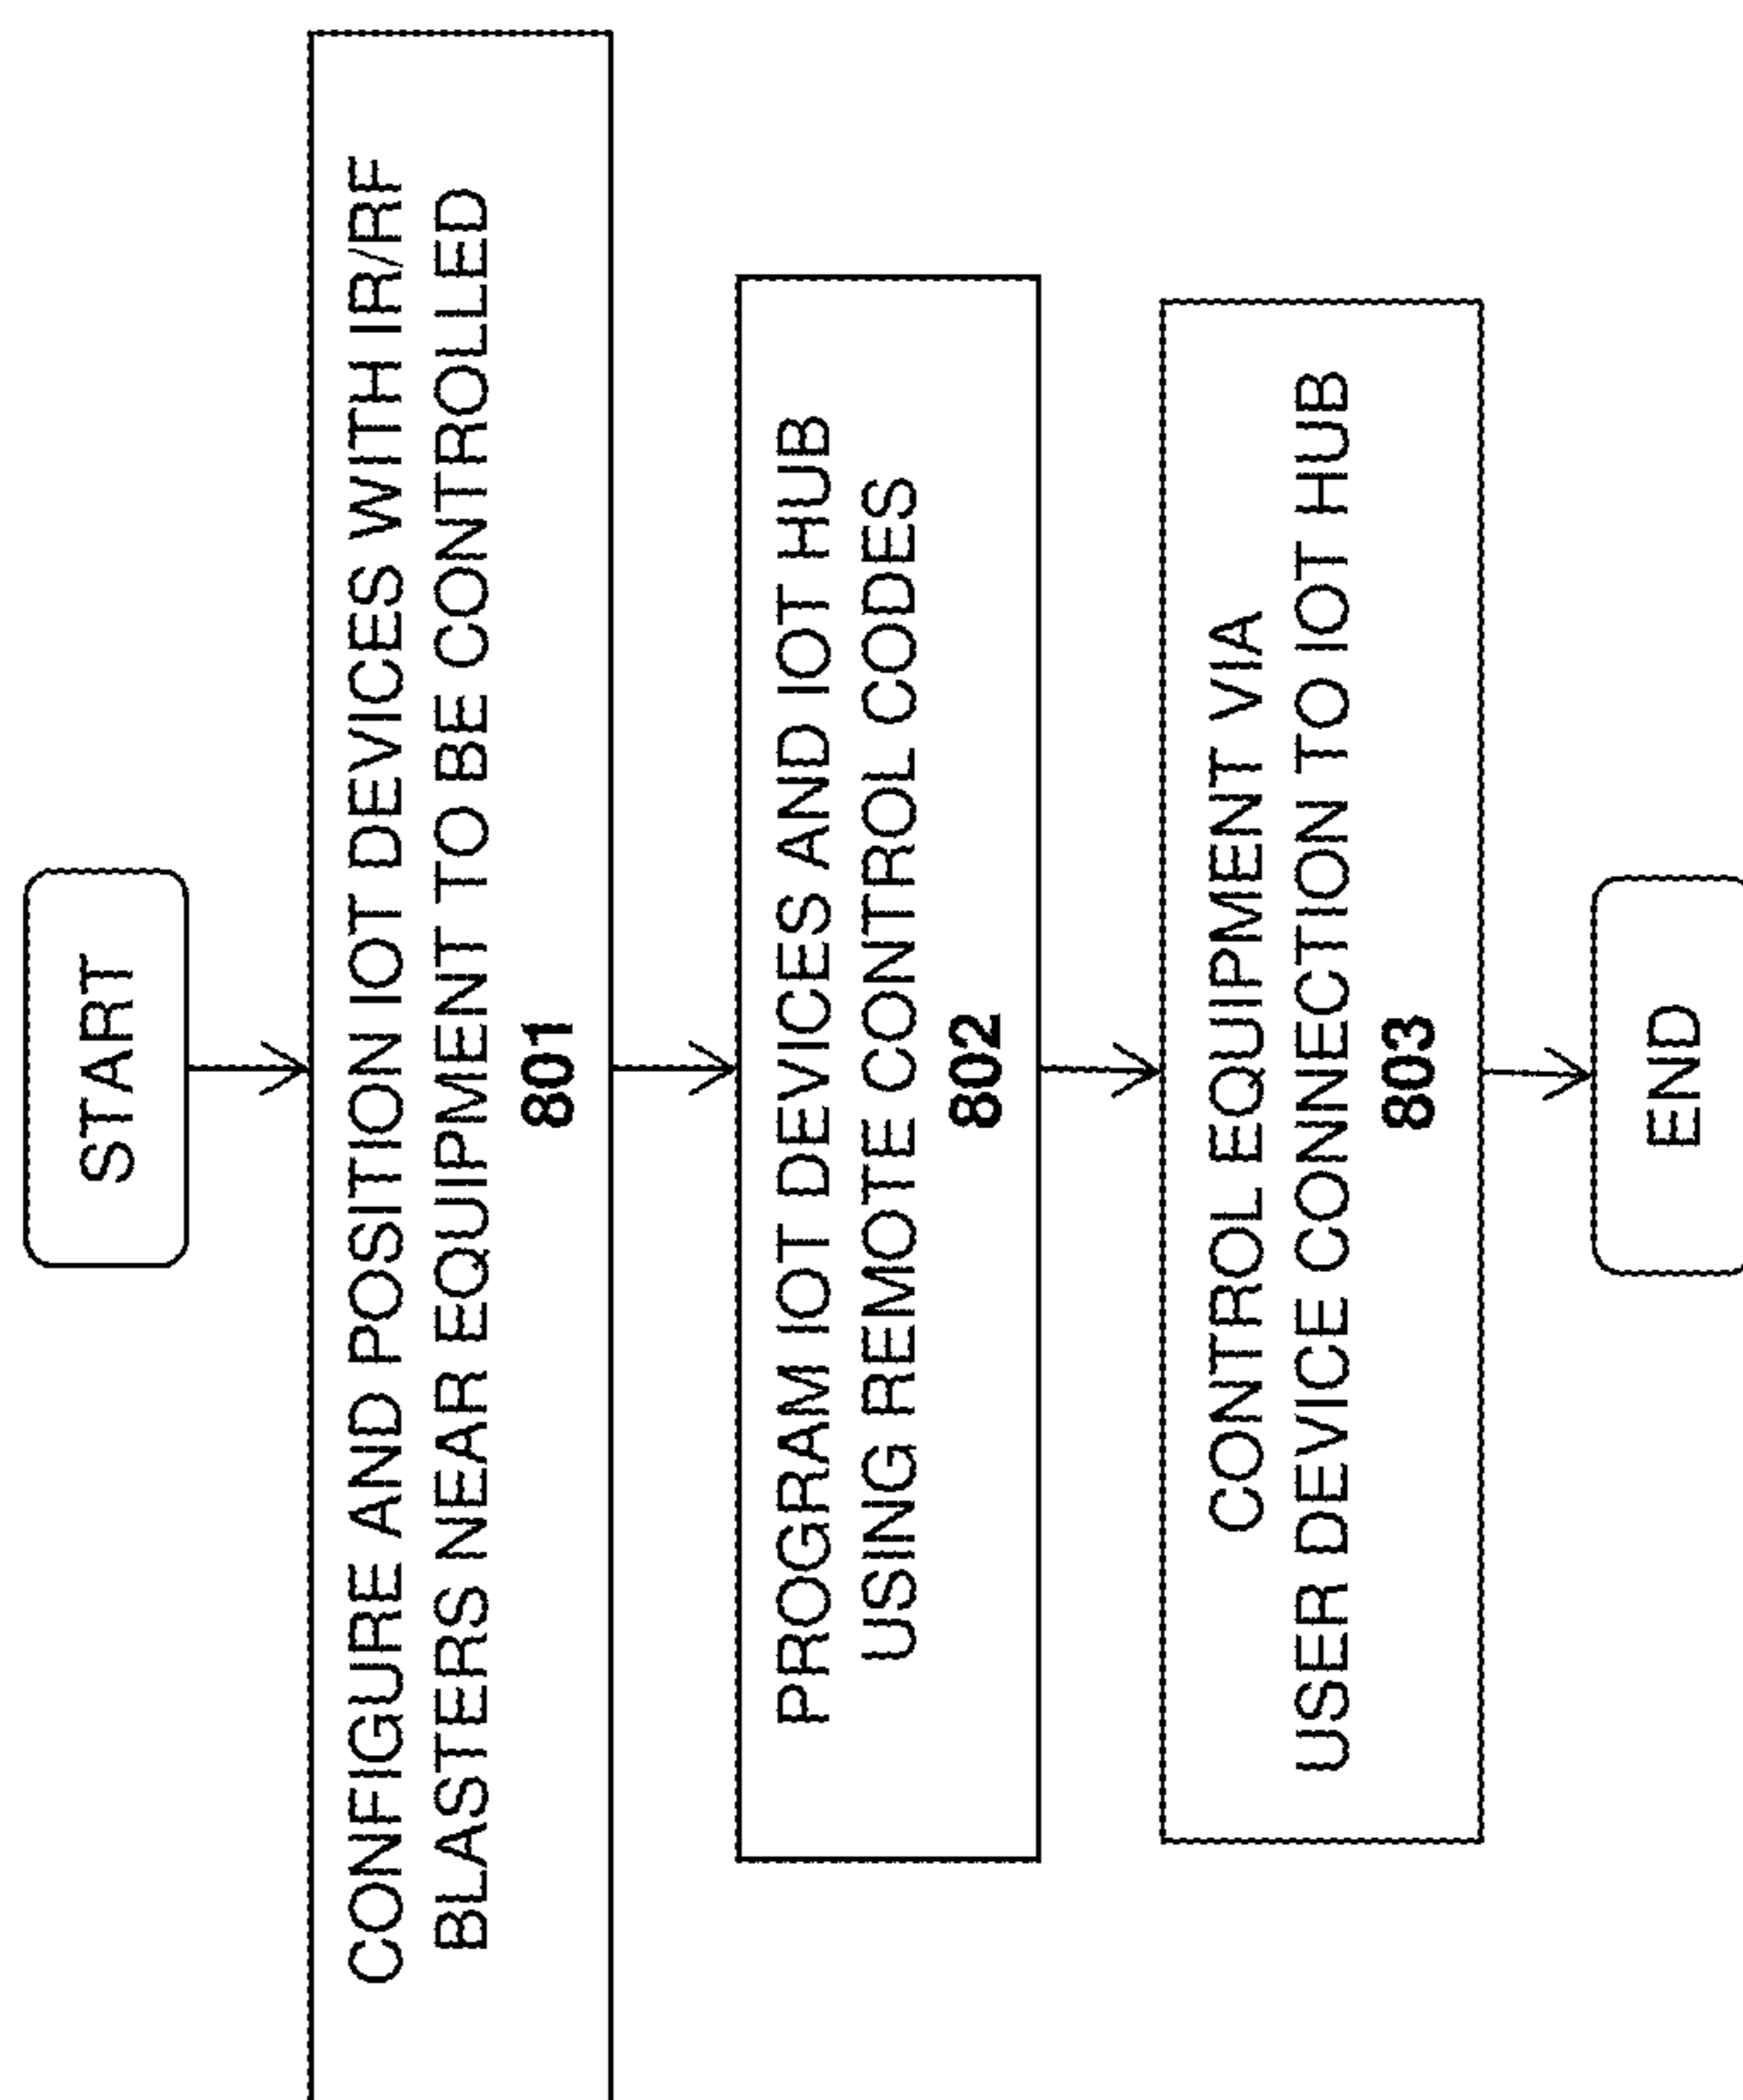 START
CONFIGURE AND POSITION IOT DEVICES WITH IR/RF
BLASTERS NEAR EQUIPMENT TO BE CONTROLLED
801
PROGRAM IOT DEVICES AND IOT HUB
USING REMOTE CONTROL CODES
802
CONTROL EQUIPMENT VIA
USER DEVICE CONNECTION TO IOT HUB
803
END